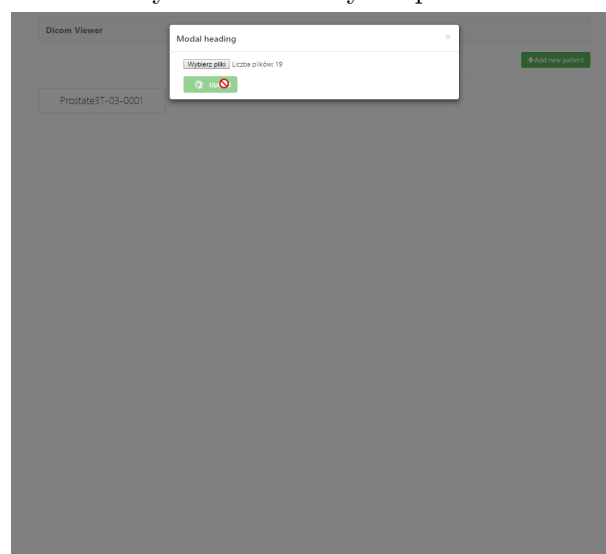 Dicom Viewer
Modal heading
×
Wybierz pliki Liczba plików: 19
+Add new patient
Prostate3T-03-0001